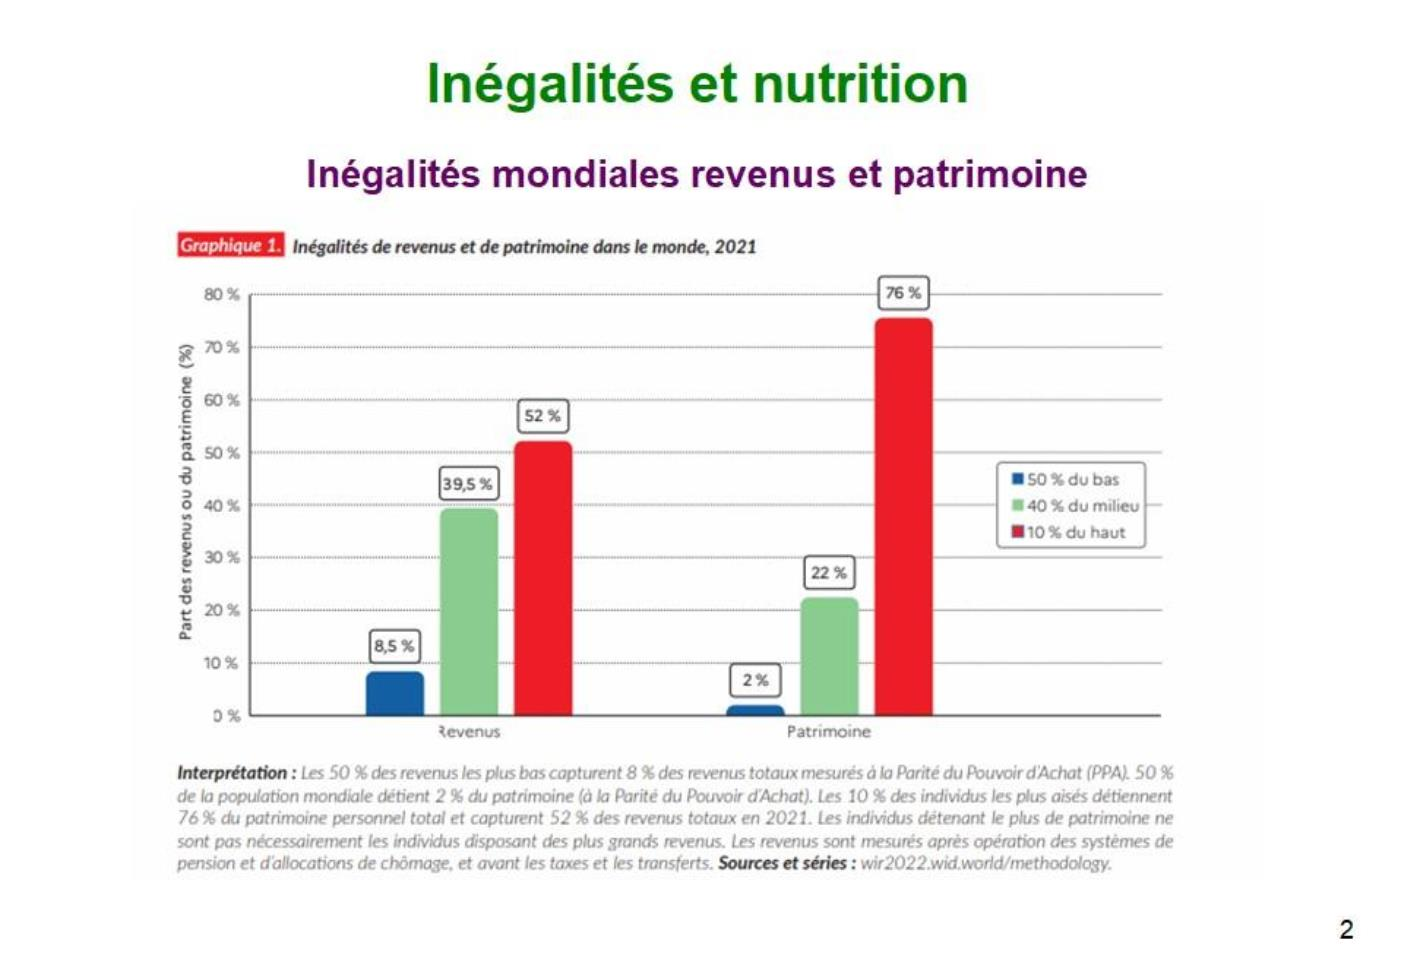 Inégalités et nutrition
Inégalités mondiales revenus et patrimoine
Graphique 1. Inégalités de revenus et de patrimoine dans le monde, 2021
Part des revenus ou du patrimoine (%)
80 %
70 %
60 %
50 %
40 %
30 %
20 %
10 %
0 %
8,5 %
39,5 %
52 %
2 %
22 %
76 %
Revenus
Patrimoine
50 % du bas
40 % du milieu
10 % du haut
Interprétation : Les 50 % des revenus les plus bas capturent 8 % des revenus totaux mesurés à la Parité du Pouvoir d'Achat (PPA). 50 %
de la population mondiale détient 2 % du patrimoine (à la Parité du Pouvoir d'Achat). Les 10 % des individus les plus aisés détiennent
76 % du patrimoine personnel total et capturent 52 % des revenus totaux en 2021. Les individus détenant le plus de patrimoine ne
sont pas nécessairement les individus disposant des plus grands revenus. Les revenus sont mesurés après opération des systèmes de
pension et d'allocations de chômage, et avant les taxes et les transferts. Sources et séries : wir2022.wid.world/methodology.
2